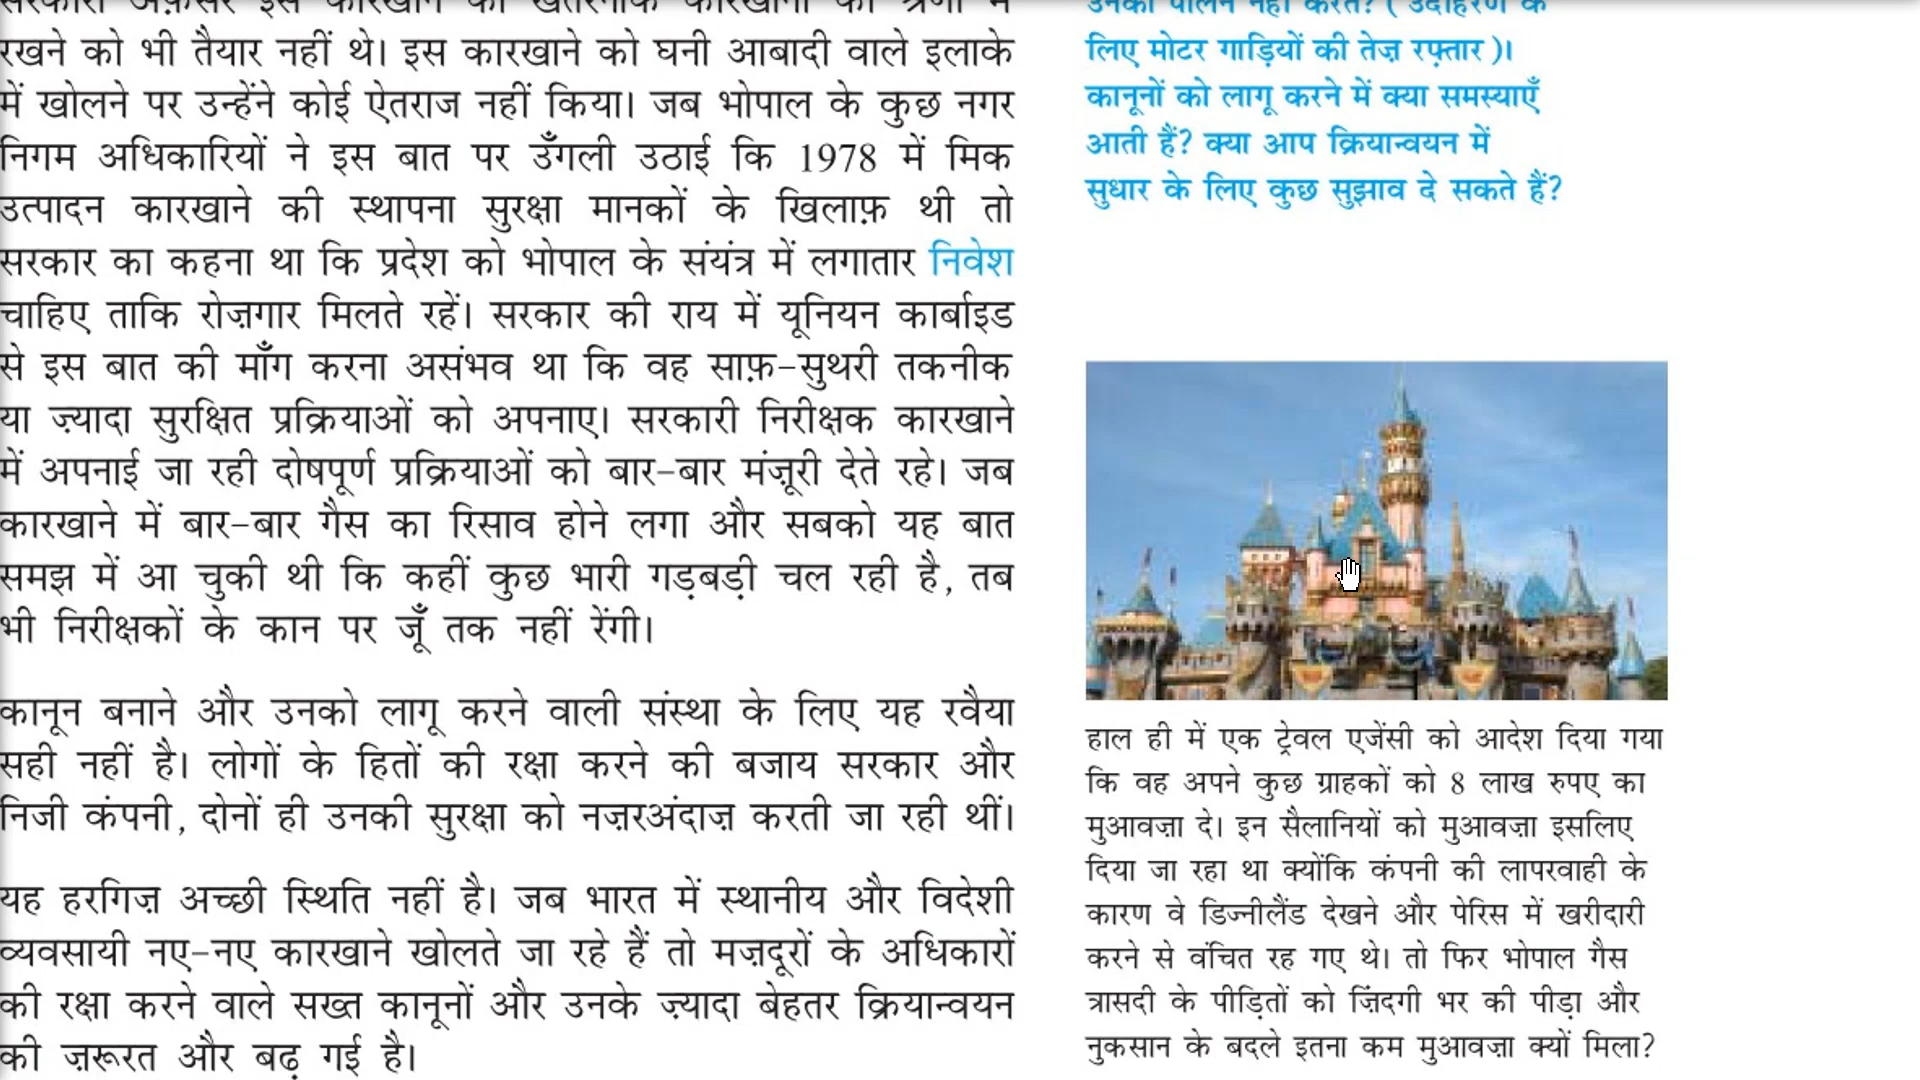 रखने को भी तैयार नहीं थे। इस कारखाने को घनी आबादी वाले इलाके
में खोलने पर उन्हेंने कोई ऐतराज नहीं किया। जब भोपाल के कुछ नगर
निगम अधिकारियों ने इस बात पर उँगली उठाई कि 1978 में मिक
उत्पादन कारखाने की स्थापना सुरक्षा मानकों के खिलाफ़ थी तो
सरकार का कहना था कि प्रदेश को भोपाल के संयंत्र में लगातार निवेश
चाहिए ताकि रोज़गार मिलते रहें। सरकार की राय में यूनियन कार्बाइड
से इस बात की माँग करना असंभव था कि वह साफ़-सुथरी तकनीक
या ज़्यादा सुरक्षित प्रक्रियाओं को अपनाए। सरकारी निरीक्षक कारखाने
में अपनाई जा रही दोषपूर्ण प्रक्रियाओं को बार-बार मंज़ूरी देते रहे। जब
कारखाने में बार-बार गैस का रिसाव होने लगा और सबको यह बात
समझ में आ चुकी थी कि कहीं कुछ भारी गड़बड़ी चल रही है, तब
भी निरीक्षकों के कान पर जूँ तक नहीं रेंगी।
कानून बनाने और उनको लागू करने वाली संस्था के लिए यह रवैया
सही नहीं है। लोगों के हितों की रक्षा करने की बजाय सरकार और
निजी कंपनी, दोनों ही उनकी सुरक्षा को नज़रअंदाज़ करती जा रही थीं।
यह हरगिज़ अच्छी स्थिति नहीं है। जब भारत में स्थानीय और विदेशी
व्यवसायी नए-नए कारखाने खोलते जा रहे हैं तो मज़दूरों के अधिकारों
की रक्षा करने वाले सख्त कानूनों और उनके ज़्यादा बेहतर क्रियान्वयन
की ज़रूरत और बढ़ गई है।
लिए मोटर गाड़ियों की तेज़ रफ़्तार )।
कानूनों को लागू करने में क्या समस्याएँ
आती हैं? क्या आप क्रियान्वयन में
सुधार के लिए कुछ सुझाव दे सकते हैं?
हाल ही में एक ट्रेवल एजेंसी को आदेश दिया गया
कि वह अपने कुछ ग्राहकों को 8 लाख रुपए का
मुआवज़ा दे। इन सैलानियों को मुआवज़ा इसलिए
दिया जा रहा था क्योंकि कंपनी की लापरवाही के
कारण वे डिज्नीलैंड देखने और पेरिस में खरीदारी
करने से वंचित रह गए थे। तो फिर भोपाल गैस
त्रासदी के पीड़ितों को ज़िंदगी भर की पीड़ा और
नुकसान के बदले इतना कम मुआवज़ा क्यों मिला?